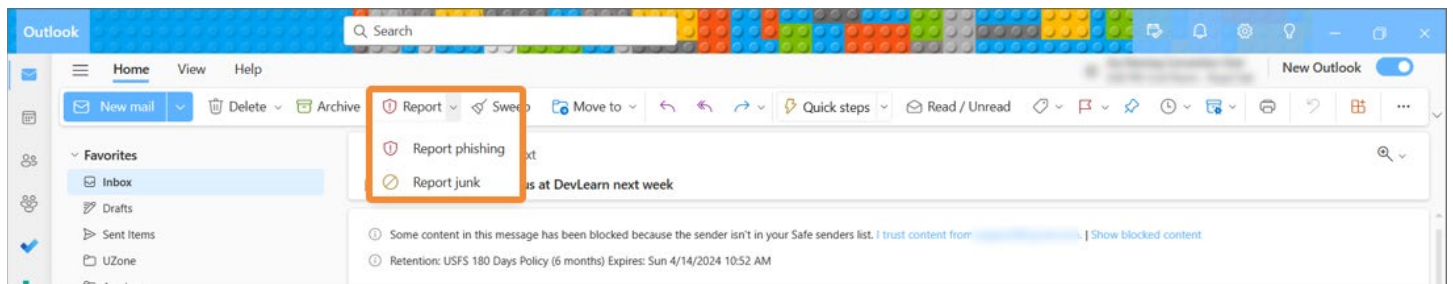 Outlook
Search
Home View Help
New Outlook
New mail Delete Archive Report Sweep Move to Quick steps Read / Unread
Favorites
Report phishing
Inbox
Report junk
us at DevLearn next week
Drafts
Sent Items
Some content in this message has been blocked because the sender isn't in your Safe senders list. I trust content from . | Show blocked content
UZone
Retention: USFS 180 Days Policy (6 months) Expires: Sun 4/14/2024 10:52 AM